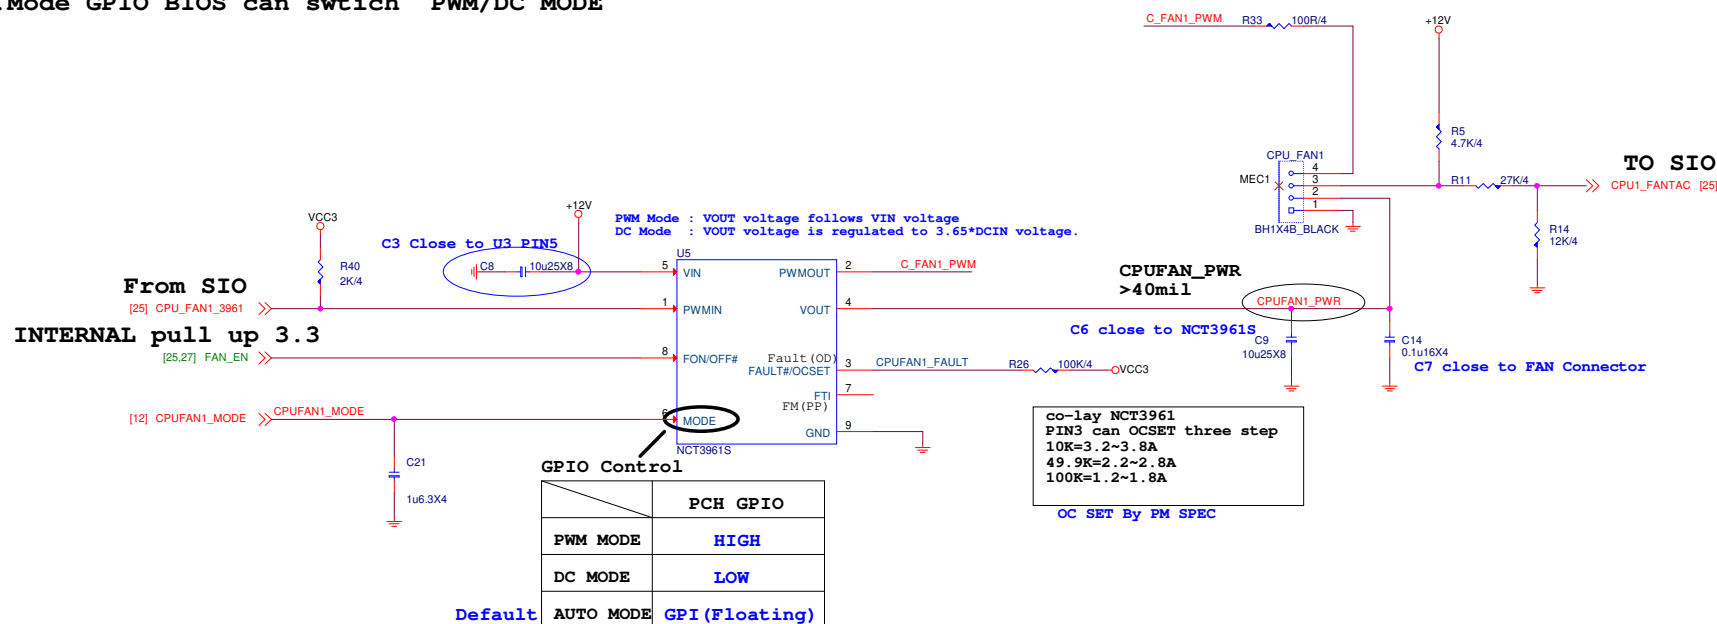 .Mode GPIO BIOS can swtich PWM/DC MODE
C_FAN1_PWM
R33
100R/4
+12V
R5
4.7K/4
CPU_FAN1
4
MEC1
3
2
1
BH1X4B_BLACK
R11
27K/4
TO SIO
CPU1_FANTAC [25]
R14
12K/4
VCC3
+12V
PWM Mode : VOUT voltage follows VIN voltage
DC Mode : VOUT voltage is regulated to 3.65*DCIN voltage.
C3 Close to U3 PIN5
C8
10u25X8
R40
2K/4
From SIO
[25] CPU_FAN1_3961
INTERNAL pull up 3.3
[25,27] FAN_EN
[12] CPUFAN1_MODE
CPUFAN1_MODE
C21
1u6.3X4
U5
5
VIN
PWMOUT
2
C_FAN1_PWM
1
PWMIN
VOUT
4
8
FON/OFF#
Fault(OD)
FAULT#/OCSET
3
CPUFAN1_FAULT
R26
100K/4
VCC3
FTI
7
FM(PP)
6
MODE
GND
9
NCT3961S
CPUFAN_PWR
>40mil
CPUFAN1_PWR
C6 close to NCT3961S
C9
10u25X8
C14
0.1u16X4
C7 close to FAN Connector
co-lay NCT3961
PIN3 can OCSET three step
10K=3.2~3.8A
49.9K=2.2~2.8A
100K=1.2~1.8A
OC SET By PM SPEC
GPIO Control
PCH GPIO
PWM MODE HIGH
DC MODE LOW
Default AUTO MODE GPI(Floating)